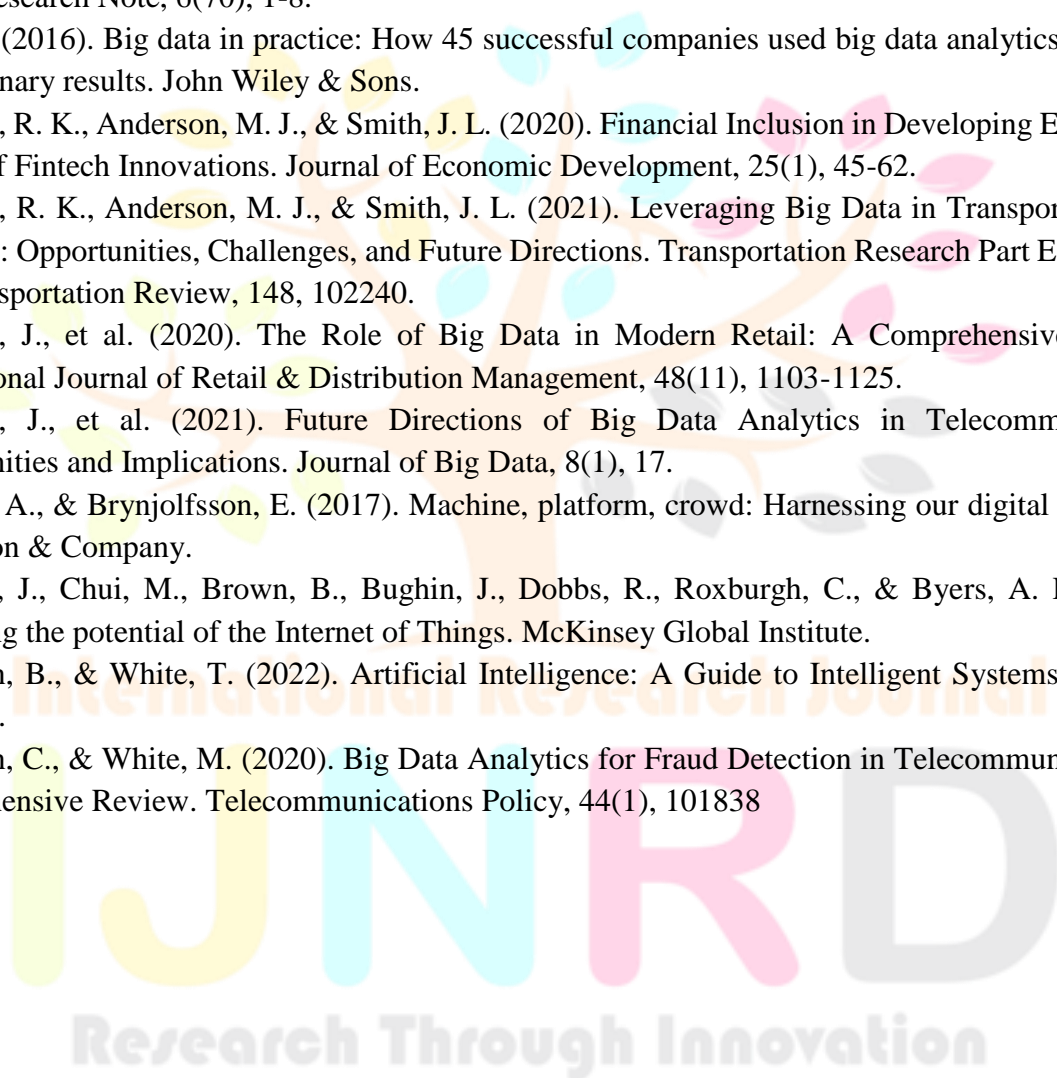 search Note, 6(70), 1-8.
(2016). Big data in practice: How 45 successful companies used big data analytics
nary results. John Wiley & Sons.
, R. K., Anderson, M. J., & Smith, J. L. (2020). Financial Inclusion in Developing E
f Fintech Innovations. Journal of Economic Development, 25(1), 45-62.
, R. K., Anderson, M. J., & Smith, J. L. (2021). Leveraging Big Data in Transpor
: Opportunities, Challenges, and Future Directions. Transportation Research Part E
sportation Review, 148, 102240.
, J., et al. (2020). The Role of Big Data in Modern Retail: A Comprehensive
onal Journal of Retail & Distribution Management, 48(11), 1103-1125.
, J., et al. (2021). Future Directions of Big Data Analytics in Telecomm
nities and Implications. Journal of Big Data, 8(1), 17.
A., & Brynjolfsson, E. (2017). Machine, platform, crowd: Harnessing our digital
on & Company.
, J., Chui, M., Brown, B., Bughin, J., Dobbs, R., Roxburgh, C., & Byers, A.
g the potential of the Internet of Things. McKinsey Global Institute.
n, B., & White, T. (2022). Artificial Intelligence: A Guide to Intelligent Systems
International Research Journal
.
n, C., & White, M. (2020). Big Data Analytics for Fraud Detection in Telecommun
ensive Review. Telecommunications Policy, 44(1), 101838
IJNRD
Research Through Innovation